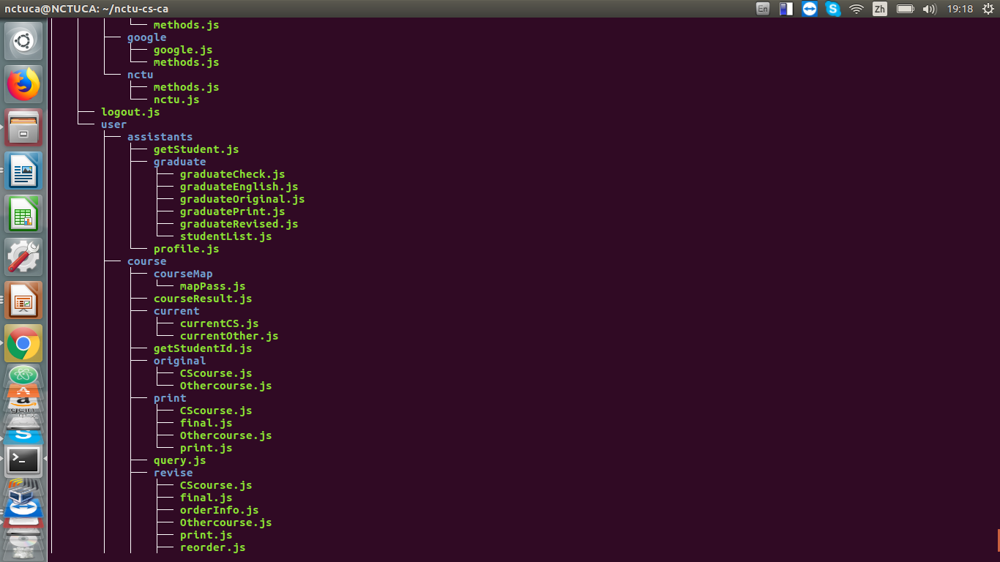 nctuca@NCTUCA: ~/nctu-cs-ca
En
Zh
19:18
methods.js
google
google.js
methods.js
nctu
methods.js
nctu.js
logout.js
user
assistants
getStudent.js
graduate
graduateCheck.js
graduateEnglish.js
graduateOriginal.js
graduatePrint.js
graduateRevised.js
studentList.js
profile.js
course
courseMap
mapPass.js
courseResult.js
current
currentCS.js
currentOther.js
getStudentId.js
original
CScourse.js
Othercourse.js
print
CScourse.js
final.js
Othercourse.js
print.js
query.js
revise
CScourse.js
final.js
orderInfo.js
Othercourse.js
print.js
reorder.js